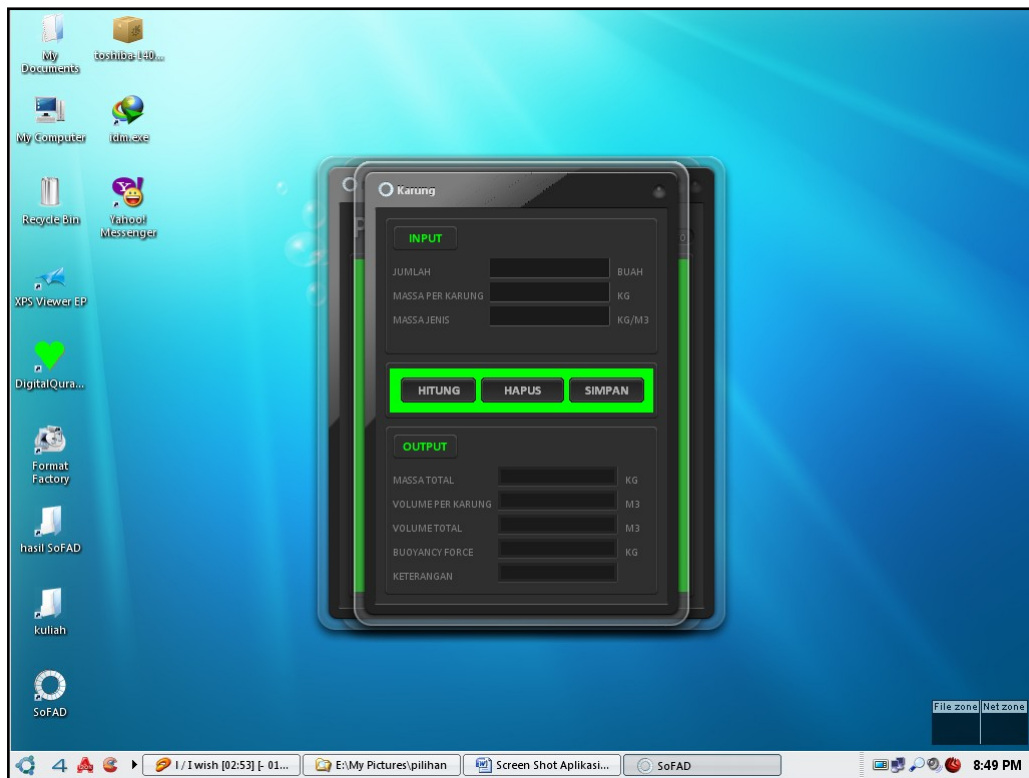 My Documents
toshiba-l40...
My Computer
idm.exe
Recycle Bin
Yahoo! Messenger
XPS Viewer EP
DigitalQura...
Format Factory
hasil SoFAD
kuliah
SoFAD
Karung
INPUT
JUMLAH BUAH
MASSA PER KARUNG KG
MASSA JENIS KG/M3
HITUNG HAPUS SIMPAN
OUTPUT
MASSA TOTAL KG
VOLUME PER KARUNG M3
VOLUME TOTAL M3
BUOYANCY FORCE KG
KETERANGAN
File zone Net zone
I / I wish [02:53] [- 01... E:\My Pictures\pilihan Screen Shot Aplikasi... SoFAD 8:49 PM